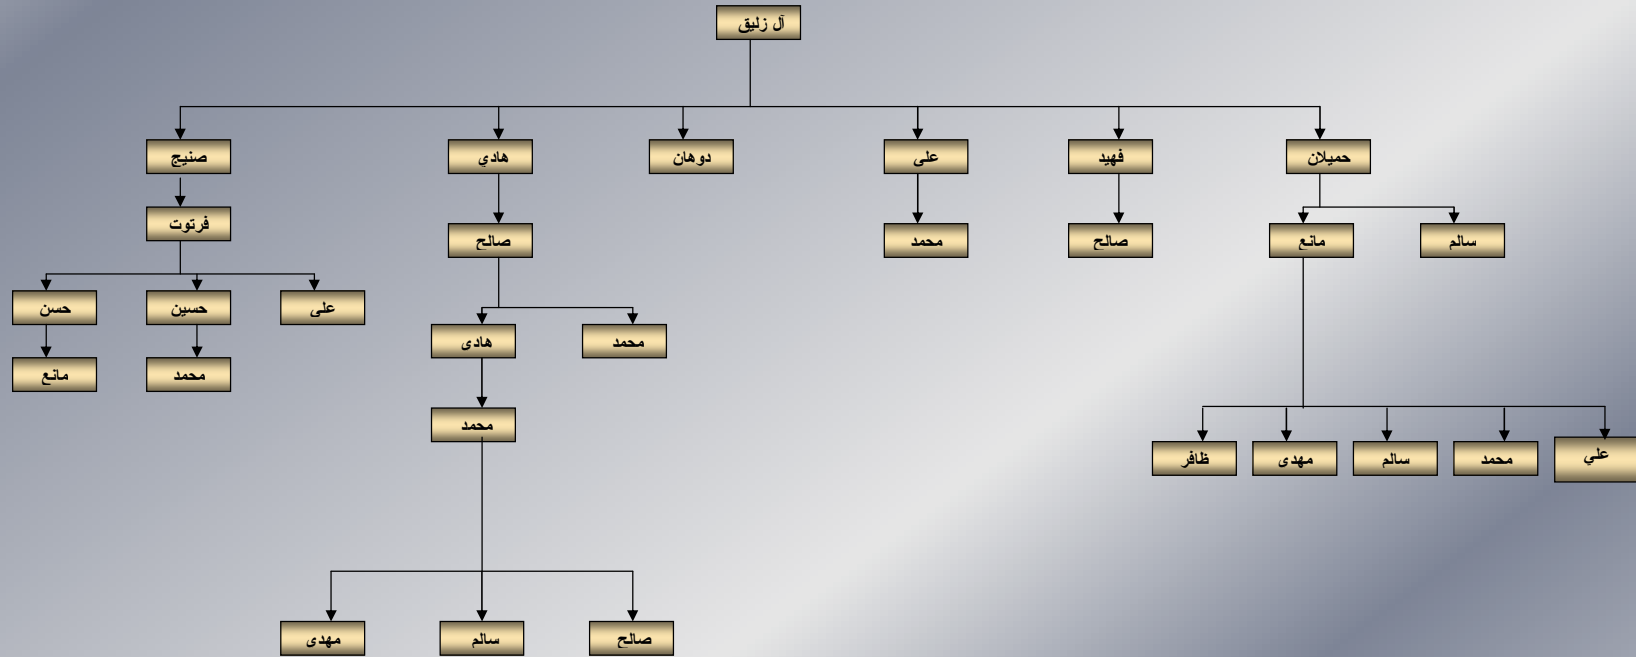 آل زليق
حميلان
فهيد
على
دوهان
هادي
صنيج
سالم
مانع
صالح
محمد
صالح
فرتوت
على
حسين
حسن
محمد
هادى
محمد
مانع
محمد
علي
محمد
سالم
مهدى
ظافر
صالح
سالم
مهدى